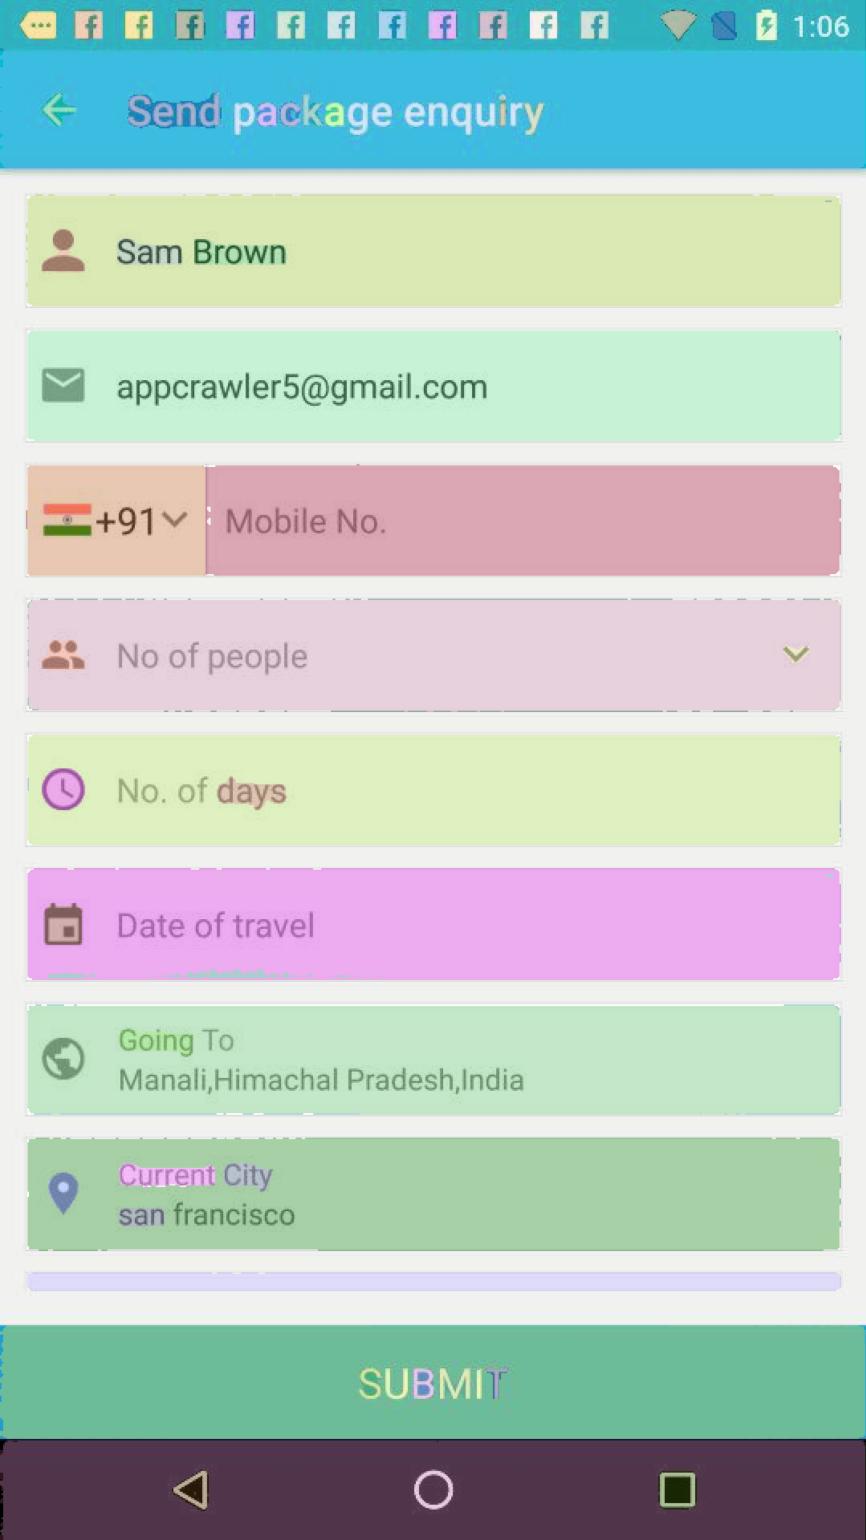 1:06
Send package enquiry
Sam Brown
appcrawler5@gmail.com
+91 Mobile No.
No of people
No. of days
Date of travel
Going To
Manali,Himachal Pradesh,India
Current City
san francisco
SUBMIT